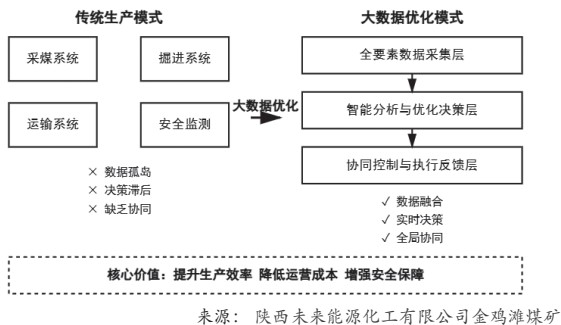 传统生产模式
大数据优化模式
采煤系统
掘进系统
运输系统
安全监测
× 数据孤岛
× 决策滞后
× 缺乏协同
大数据优化
全要素数据采集层
智能分析与优化决策层
协同控制与执行反馈层
✓ 数据融合
✓ 实时决策
✓ 全局协同
核心价值：提升生产效率 降低运营成本 增强安全保障
来源： 陕西未来能源化工有限公司金鸡滩煤矿